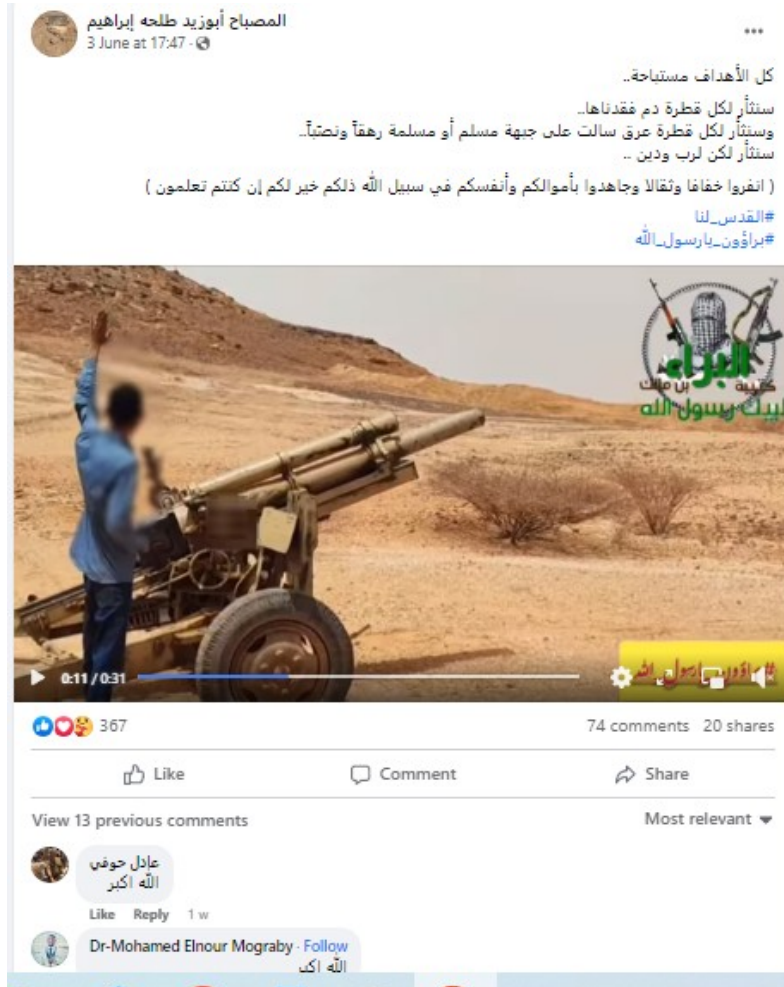 المصباح أبوزيد طلحه إبراهيم
3 June at 17:47 ·
كل الأهداف مستباحة..
سنثأر لكل قطرة دم فقدناها..
وسنثأر لكل قطرة عرق سالت على جبهة مسلم أو مسلمة رهقاً ونصَباً..
سنثأر لكن لرب ودين ..
( انفروا خفافا وثقالا وجاهدوا بأموالكم وأنفسكم في سبيل الله ذلكم خير لكم إن كنتم تعلمون )
#القدس_لنا
#براؤون_يارسول_الله
البراء
كتيبة بن مالك
لبيك رسول الله
0:11 / 0:31
367
74 comments 20 shares
Like Comment Share
View 13 previous comments
Most relevant
عادل حوفي
الله اكبر
Like Reply 1 w
Dr-Mohamed Elnour Mograby · Follow
الله اكبر